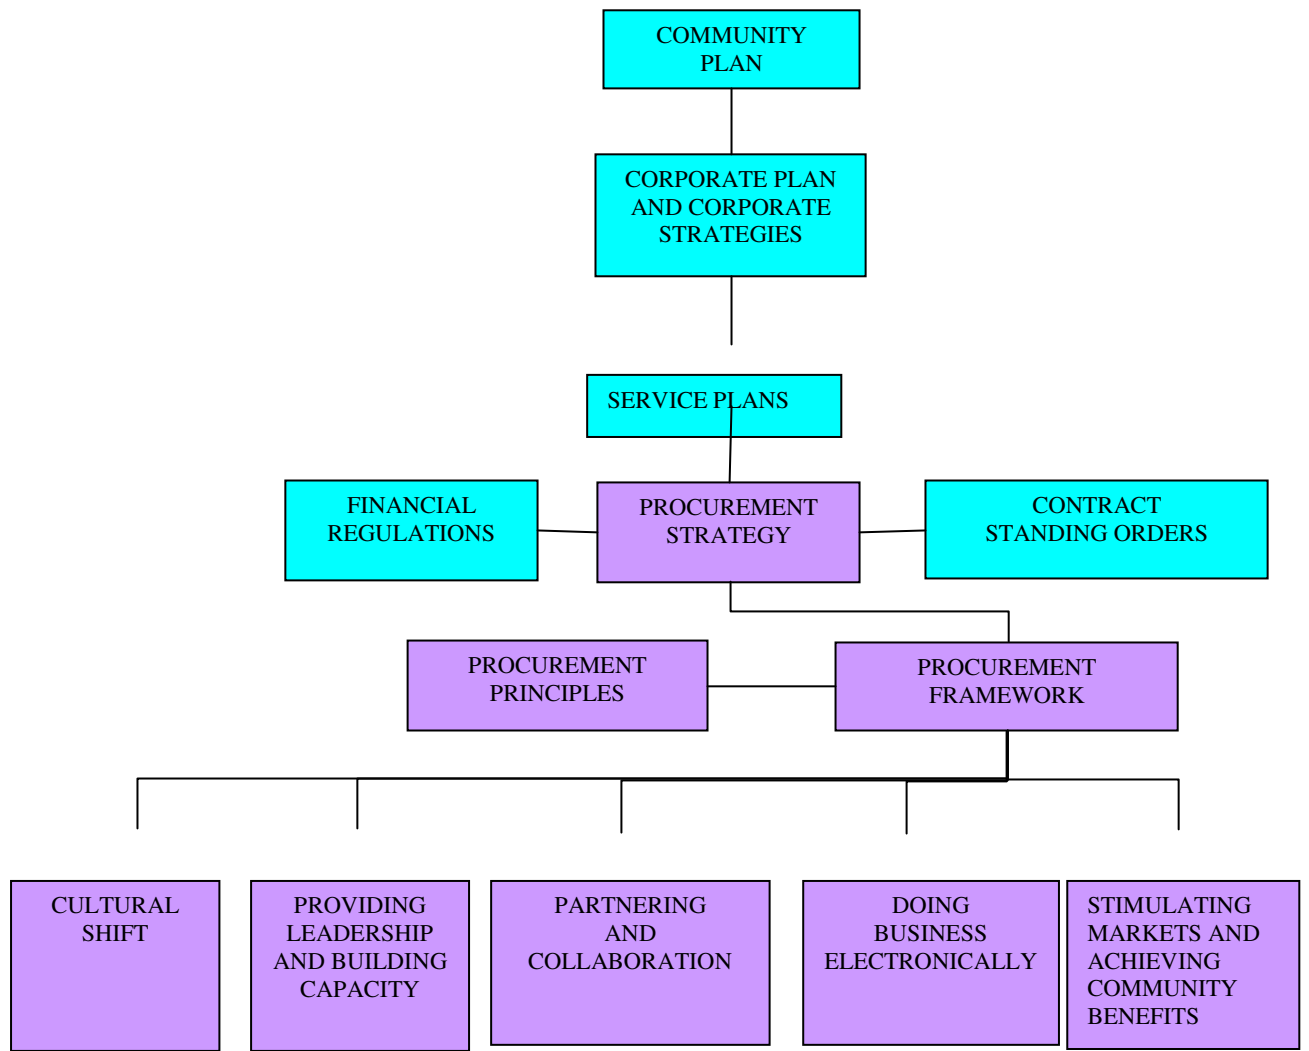 COMMUNITY
PLAN
CORPORATE PLAN
AND CORPORATE
STRATEGIES
SERVICE PLANS
FINANCIAL
REGULATIONS
PROCUREMENT
STRATEGY
CONTRACT
STANDING ORDERS
PROCUREMENT
PRINCIPLES
PROCUREMENT
FRAMEWORK
CULTURAL
SHIFT
PROVIDING
LEADERSHIP
AND BUILDING
CAPACITY
PARTNERING
AND
COLLABORATION
DOING
BUSINESS
ELECTRONICALLY
STIMULATING
MARKETS AND
ACHIEVING
COMMUNITY
BENEFITS